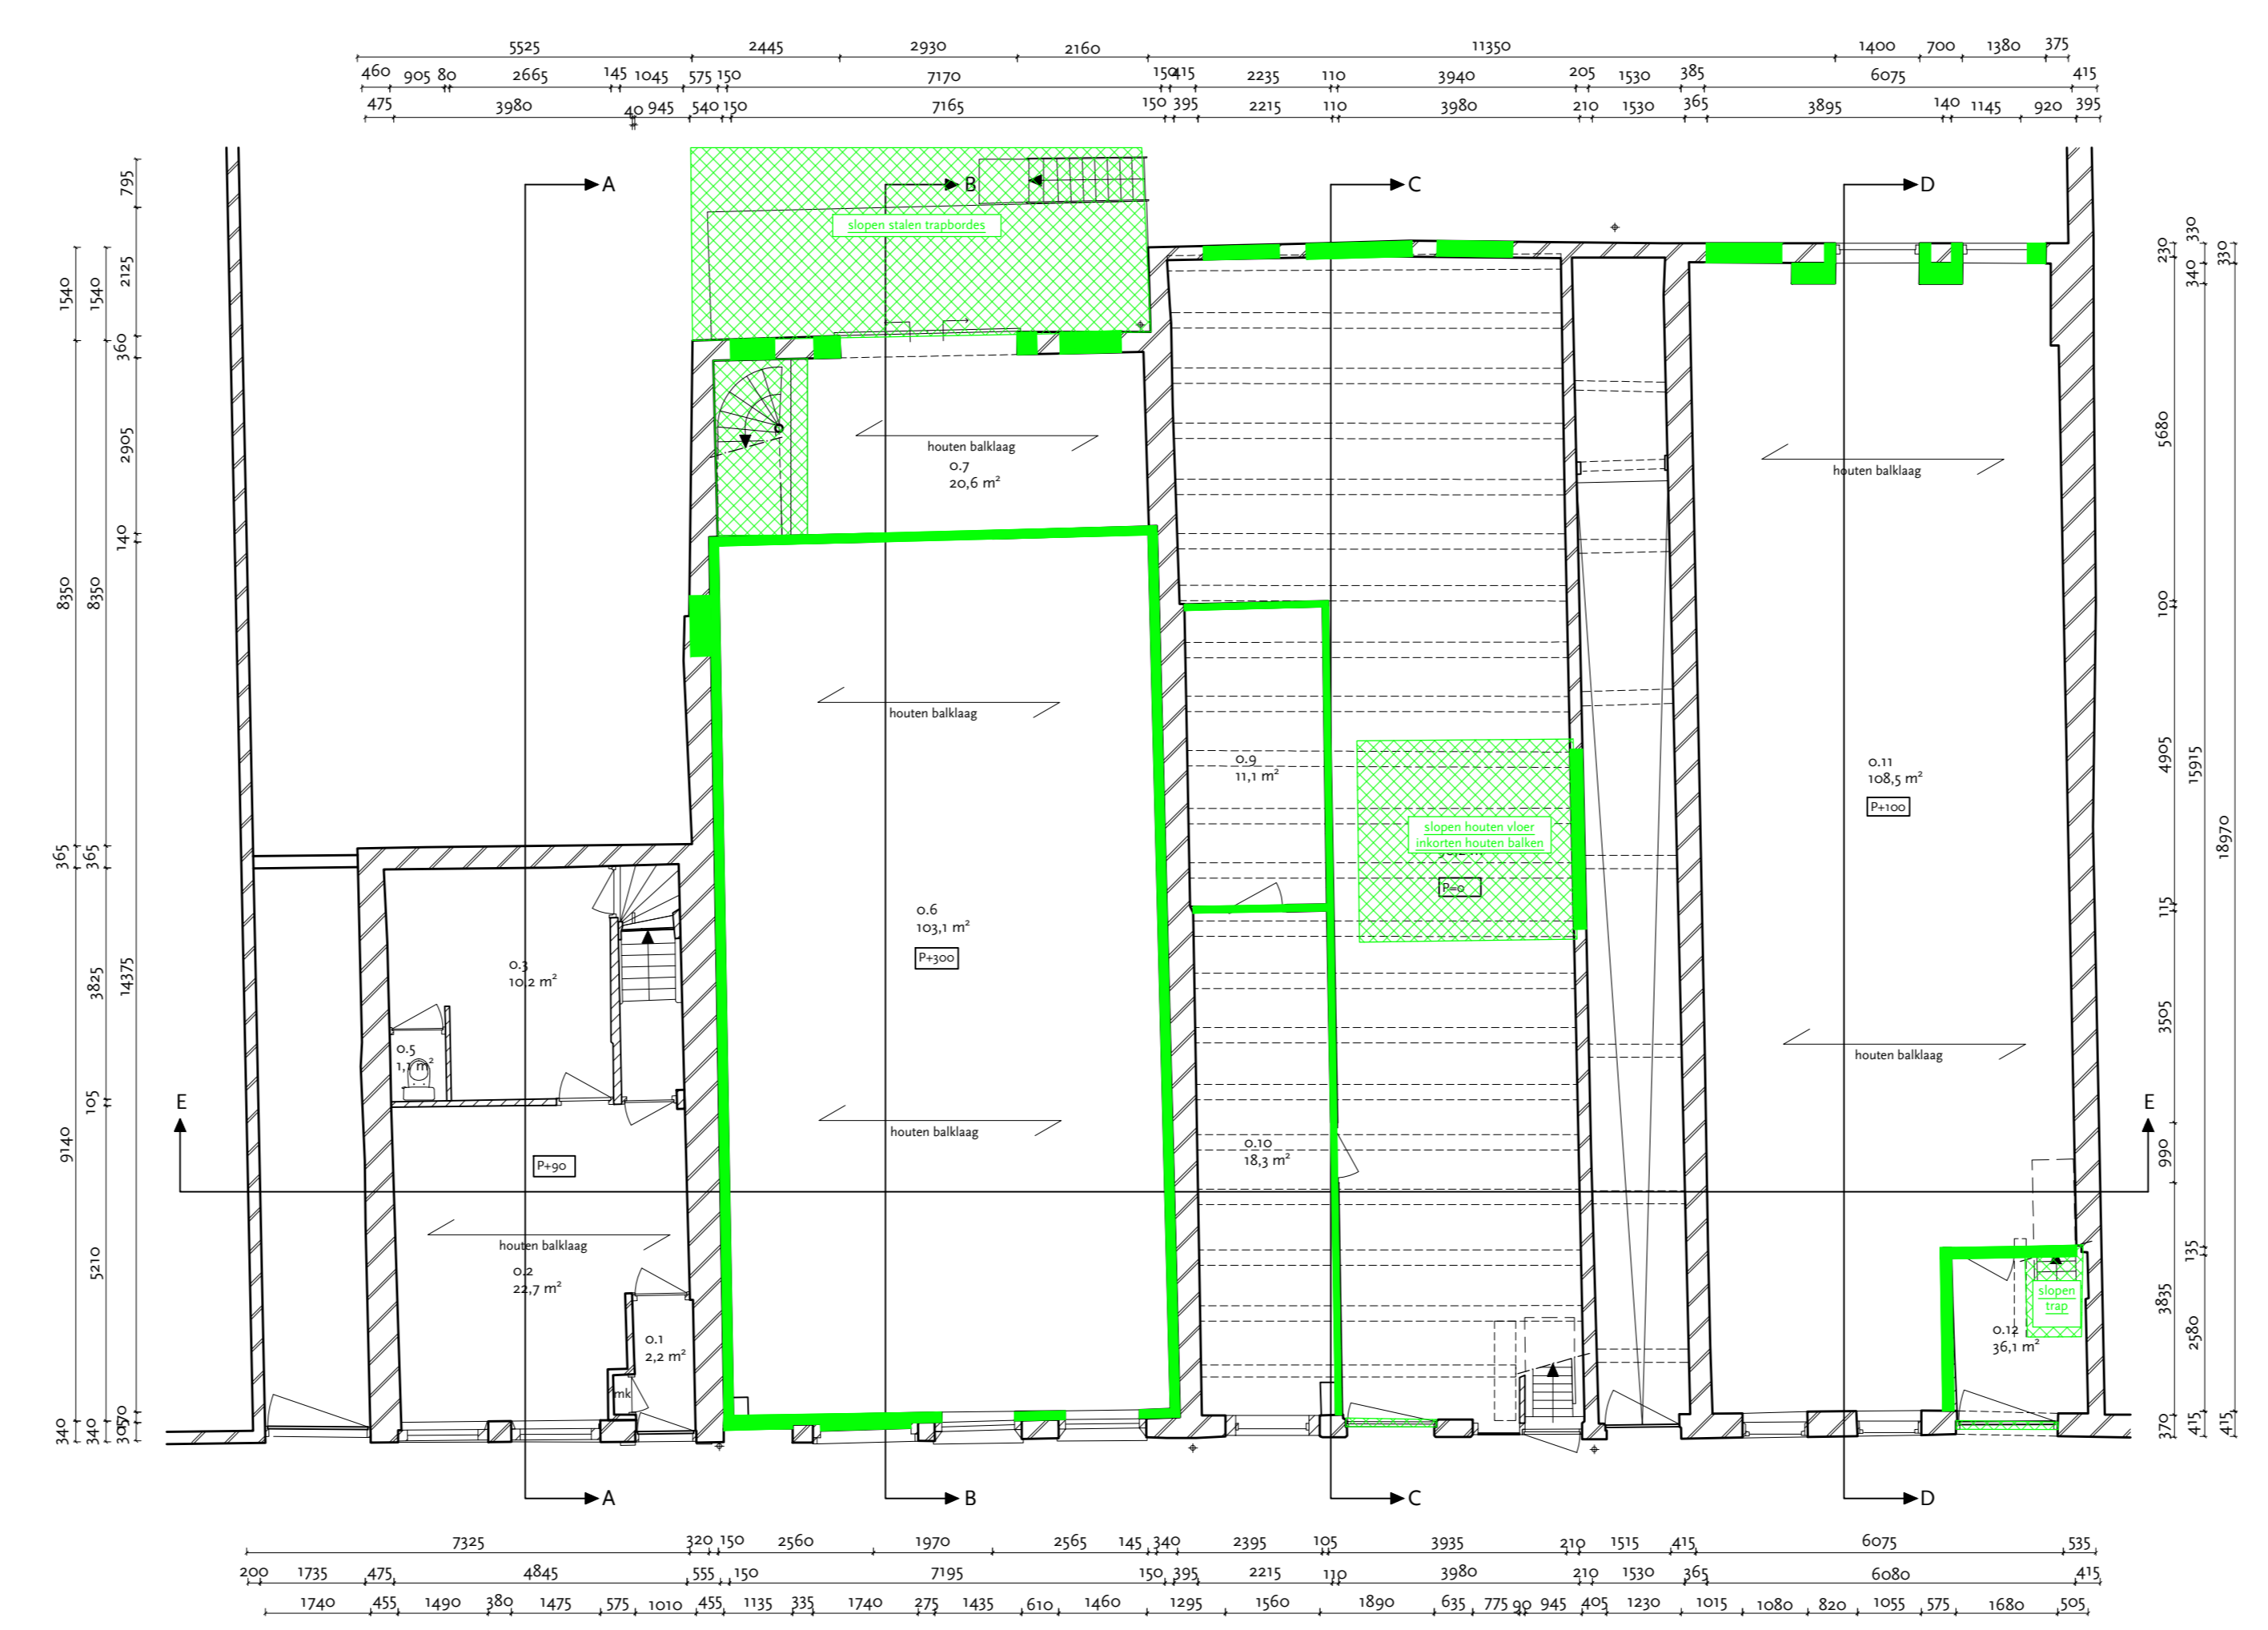 5525 2445 2930 2160 11350 1400 700 1380 375
460 905 80 2665 145 1045 575 150 7170 150 415 2235 110 3940 205 1530 385 6075 415
475 3980 40 945 540 150 7165 150 395 2215 110 3980 210 1530 365 3895 140 1145 920 395
A B C D
slopen stalen trapbordes
795
2125
360
2905
140
14375
70
305
1540
8350
365
3825
105
5210
340
1540
8350
365
9140
340
houten balklaag
0.7
20,6 m²
houten balklaag
houten balklaag
0.9
11,1 m²
0.11
108,5 m²
P+100
slopen houten vloer
inkorten houten balken
P=0
0.6
103,1 m²
P+300
0.3
10,2 m²
0.5
1,1 m²
houten balklaag
houten balklaag
E E
P+90
0.10
18,3 m²
houten balklaag
0.2
22,7 m²
0.1
2,2 m²
mk
slopen
trap
0.12
36,1 m²
230
5680
100
4905
115
3505
990
135
3835
370
330
340
15915
2580
415
330
18970
415
A B C D
7325 320 150 2560 1970 2565 145 340 2395 105 3935 210 1515 415 6075 535
200 1735 475 4845 555 150 7195 150 395 2215 110 3980 210 1530 365 6080 415
1740 455 1490 380 1475 575 1010 455 1135 335 1740 275 1435 610 1460 1295 1560 1890 635 775 90 945 405 1230 1015 1080 820 1055 575 1680 505